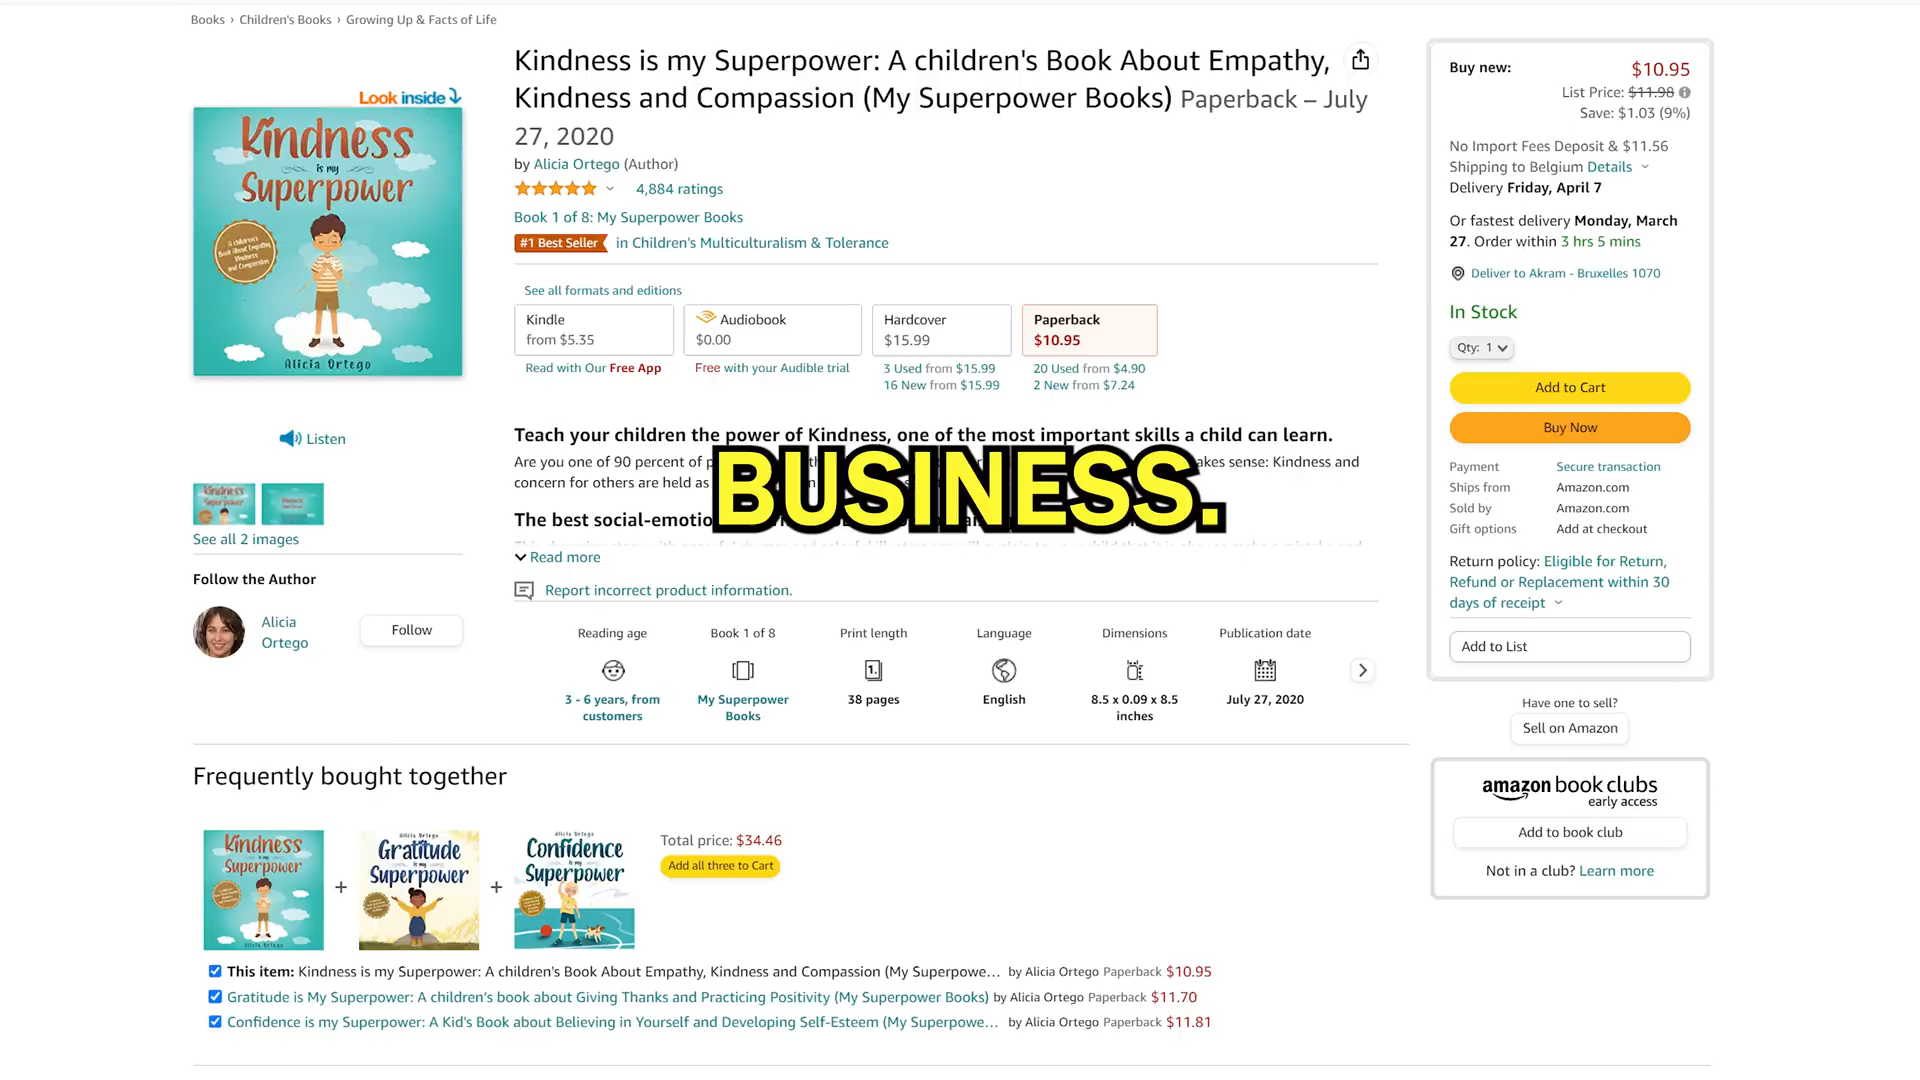 Books › Children's Books › Growing Up & Facts of Life
Look inside
Kindness
is my
Superpower
A children's
Book About Empathy,
Kindness
and Compassion
Alicia Ortego
Listen
See all 2 images
Follow the Author
Alicia
Ortego
Follow
Kindness is my Superpower: A children's Book About Empathy,
Kindness and Compassion (My Superpower Books) Paperback – July
27, 2020
by Alicia Ortego (Author)
4,884 ratings
Book 1 of 8: My Superpower Books
#1 Best Seller in Children's Multiculturalism & Tolerance
See all formats and editions
Kindle
from $5.35
Read with Our Free App
Audiobook
$0.00
Free with your Audible trial
Hardcover
$15.99
3 Used from $15.99
16 New from $15.99
Paperback
$10.95
20 Used from $4.90
2 New from $7.24
Teach your children the power of Kindness, one of the most important skills a child can learn.
Are you one of 90 percent of akes sense: Kindness and
concern for others are held as
BUSINESS.
The best social-emotio
Read more
Report incorrect product information.
Reading age
3 - 6 years, from
customers
Book 1 of 8
My Superpower
Books
Print length
1.
38 pages
Language
English
Dimensions
8.5 x 0.09 x 8.5
inches
Publication date
July 27, 2020
Buy new: $10.95
List Price: $11.98
Save: $1.03 (9%)
No Import Fees Deposit & $11.56
Shipping to Belgium Details
Delivery Friday, April 7
Or fastest delivery Monday, March
27. Order within 3 hrs 5 mins
Deliver to Akram - Bruxelles 1070
In Stock
Qty: 1
Add to Cart
Buy Now
Payment Secure transaction
Ships from Amazon.com
Sold by Amazon.com
Gift options Add at checkout
Return policy: Eligible for Return,
Refund or Replacement within 30
days of receipt
Add to List
Have one to sell?
Sell on Amazon
amazon book clubs
early access
Add to book club
Not in a club? Learn more
Frequently bought together
Kindness
is my
Superpower
Alicia Ortego
+
Alicia Ortego
Gratitude
is my
Superpower
+
Alicia Ortego
Confidence
is my
Superpower
Total price: $34.46
Add all three to Cart
This item: Kindness is my Superpower: A children's Book About Empathy, Kindness and Compassion (My Superpowe... by Alicia Ortego Paperback $10.95
Gratitude is My Superpower: A children's book about Giving Thanks and Practicing Positivity (My Superpower Books) by Alicia Ortego Paperback $11.70
Confidence is my Superpower: A Kid's Book about Believing in Yourself and Developing Self-Esteem (My Superpowe... by Alicia Ortego Paperback $11.81